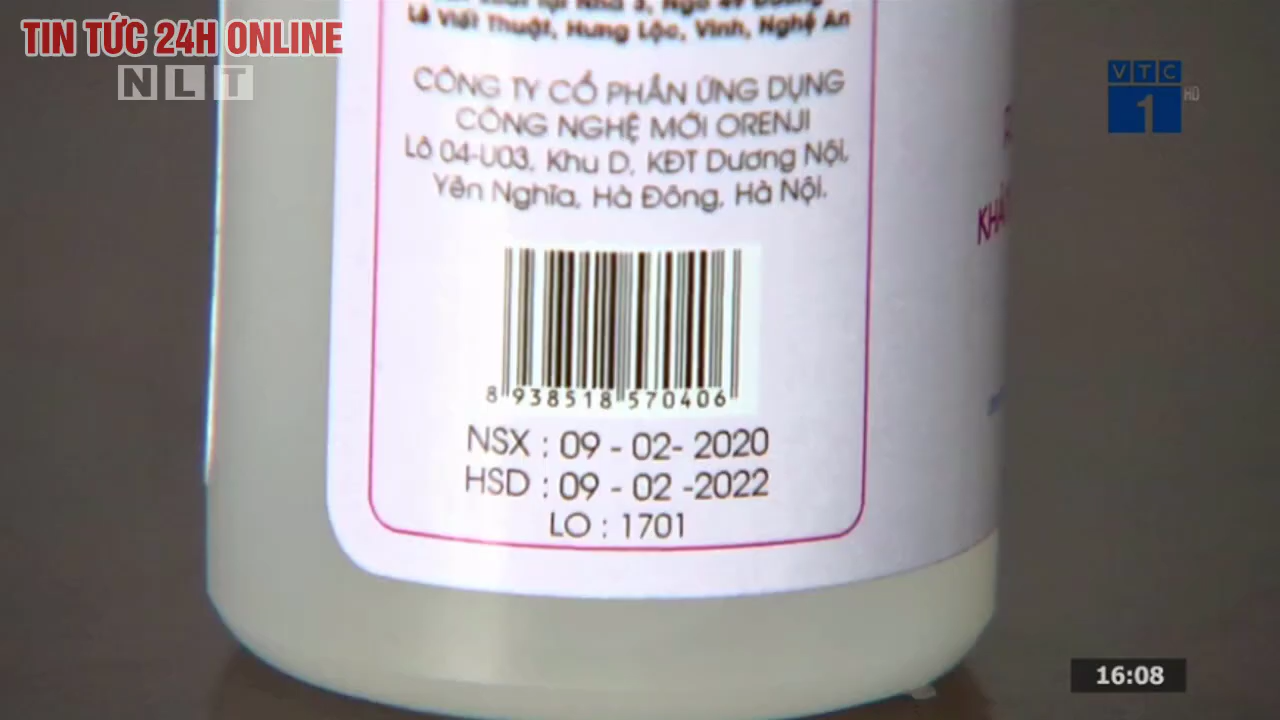 TIN TỨC 24H ONLINE
NLT
VTC
1
HD
Lê Viết Thuật, Hưng Lộc, Vinh, Nghệ An
CÔNG TY CỔ PHẦN ỨNG DỤNG
CÔNG NGHỆ MỚI ORENJI
Lô 04-U03, Khu D, KĐT Dương Nội,
Yên Nghĩa, Hà Đông, Hà Nội.
8 938518 570406
NSX : 09 - 02- 2020
HSD : 09 - 02 -2022
LO : 1701
16:08